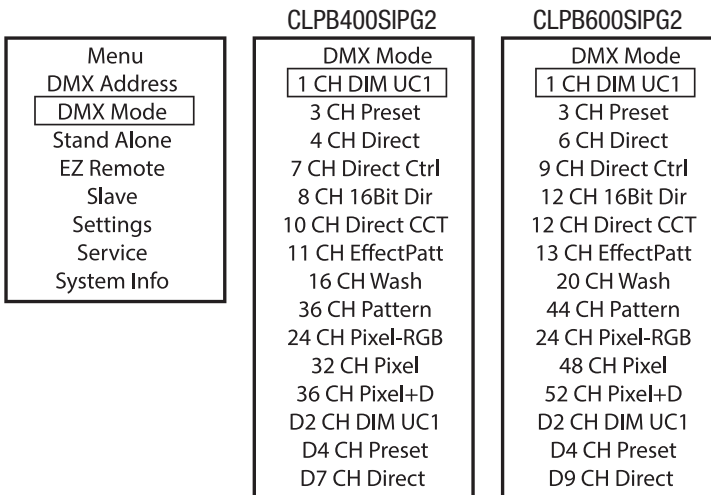 Menu
DMX Address
DMX Mode
Stand Alone
EZ Remote
Slave
Settings
Service
System Info
CLPB400SIPG2
DMX Mode
1 CH DIM UC1
3 CH Preset
4 CH Direct
7 CH Direct Ctrl
8 CH 16Bit Dir
10 CH Direct CCT
11 CH EffectPatt
16 CH Wash
36 CH Pattern
24 CH Pixel-RGB
32 CH Pixel
36 CH Pixel+D
D2 CH DIM UC1
D4 CH Preset
D7 CH Direct
CLPB600SIPG2
DMX Mode
1 CH DIM UC1
3 CH Preset
6 CH Direct
9 CH Direct Ctrl
12 CH 16Bit Dir
12 CH Direct CCT
13 CH EffectPatt
20 CH Wash
44 CH Pattern
24 CH Pixel-RGB
48 CH Pixel
52 CH Pixel+D
D2 CH DIM UC1
D4 CH Preset
D9 CH Direct